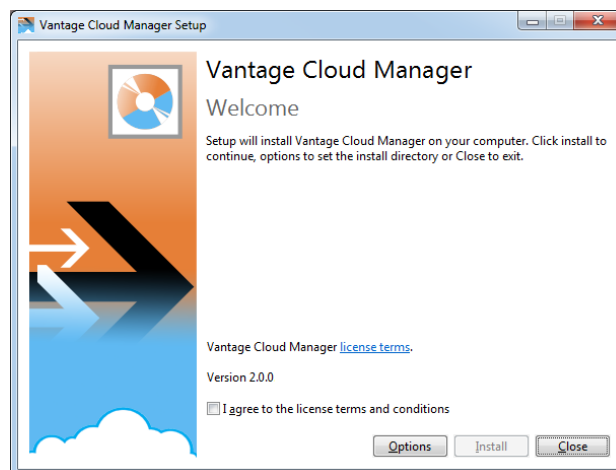 Vantage Cloud Manager Setup
Vantage Cloud Manager
Welcome
Setup will install Vantage Cloud Manager on your computer. Click install to
continue, options to set the install directory or Close to exit.
Vantage Cloud Manager license terms.
Version 2.0.0
I agree to the license terms and conditions
Options Install Close